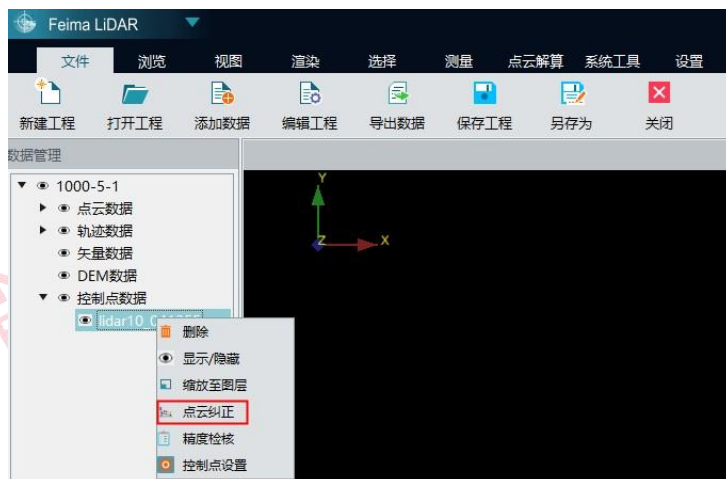 Feima LiDAR
文件 浏览 视图 渲染 选择 测量 点云解算 系统工具 设置
新建工程 打开工程 添加数据 编辑工程 导出数据 保存工程 另存为 关闭
数据管理
1000-5-1
点云数据
轨迹数据
矢量数据
DEM数据
控制点数据
Y
Z X
删除
显示/隐藏
缩放至图层
点云纠正
精度检核
控制点设置